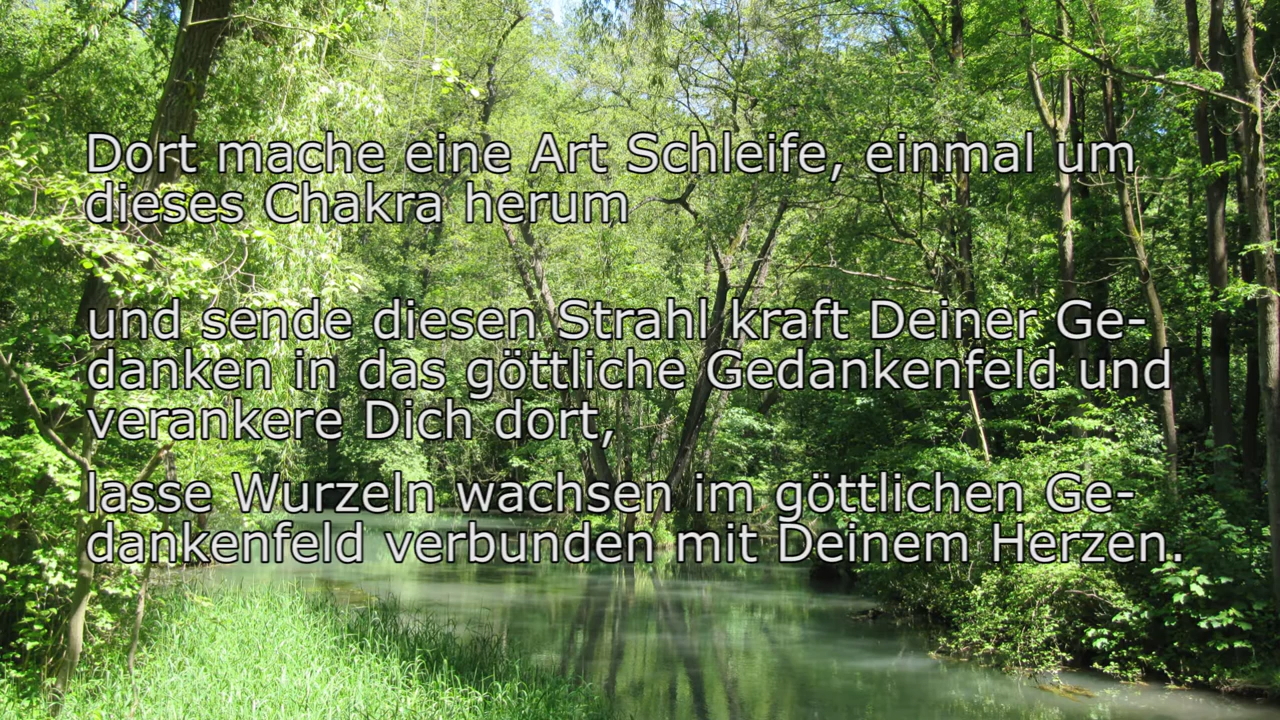 Dort mache eine Art Schleife, einmal um
dieses Chakra herum
und sende diesen Strahl kraft Deiner Ge-
danken in das göttliche Gedankenfeld und
verankere Dich dort,
lasse Wurzeln wachsen im göttlichen Ge-
dankenfeld verbunden mit Deinem Herzen.